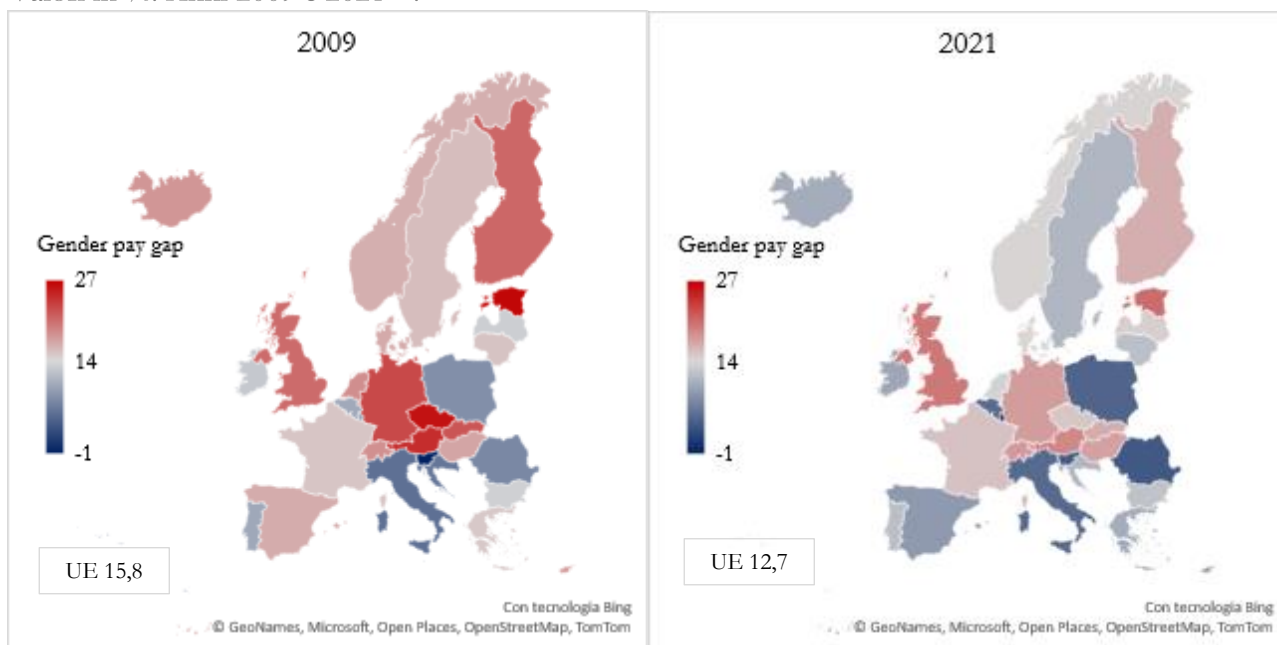 2009
Gender pay gap
27
14
-1
UE 15,8
Con tecnologia Bing
© GeoNames, Microsoft, Open Places, OpenStreetMap, TomTom
2021
Gender pay gap
27
14
-1
UE 12,7
Con tecnologia Bing
© GeoNames, Microsoft, Open Places, OpenStreetMap, TomTom